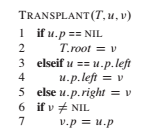 TRANSPLANT(T, u, v)
1 if u.p == NIL
2 T.root = v
3 elseif u == u.p.left
4 u.p.left = v
5 else u.p.right = v
6 if v ≠ NIL
7 v.p = u.p